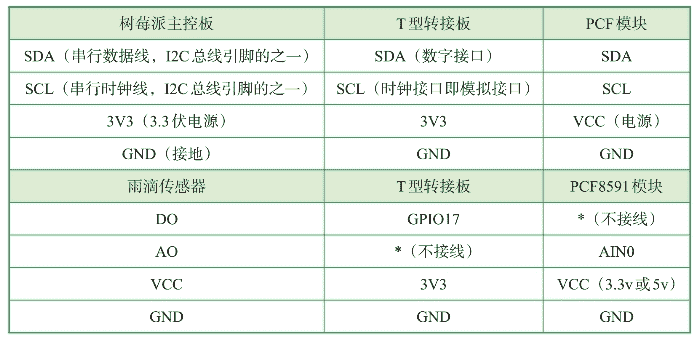 树莓派主控板 T型转接板 PCF模块
SDA（串行数据线，I2C总线引脚的之一） SDA（数字接口） SDA
SCL（串行时钟线，I2C总线引脚的之一） SCL（时钟接口即模拟接口） SCL
3V3（3.3伏电源） 3V3 VCC（电源）
GND（接地） GND GND
雨滴传感器 T型转接板 PCF8591模块
DO GPIO17 *（不接线）
AO *（不接线） AIN0
VCC 3V3 VCC（3.3v或5v）
GND GND GND